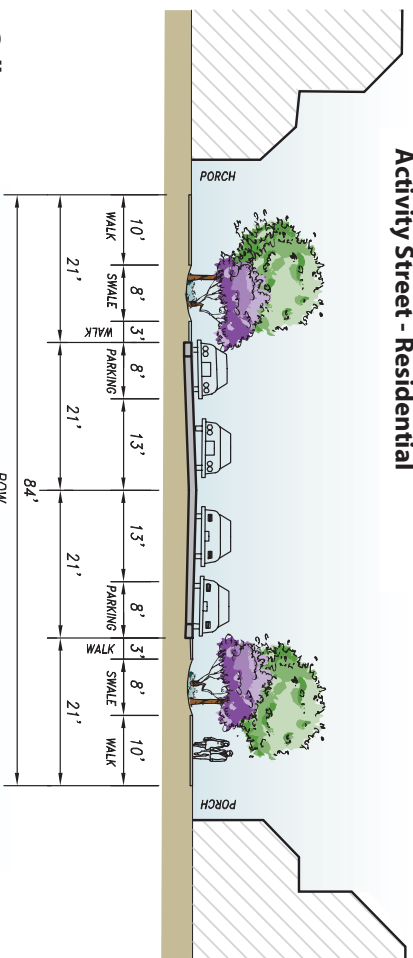 Activity Street - Residential
PORCH
PORCH
10' 8' 3' 8' 13' 13' 8' 3' 8' 10'
WALK SWALE WALK PARKING PARKING WALK SWALE WALK
21' 21' 21' 21'
84'
ROW